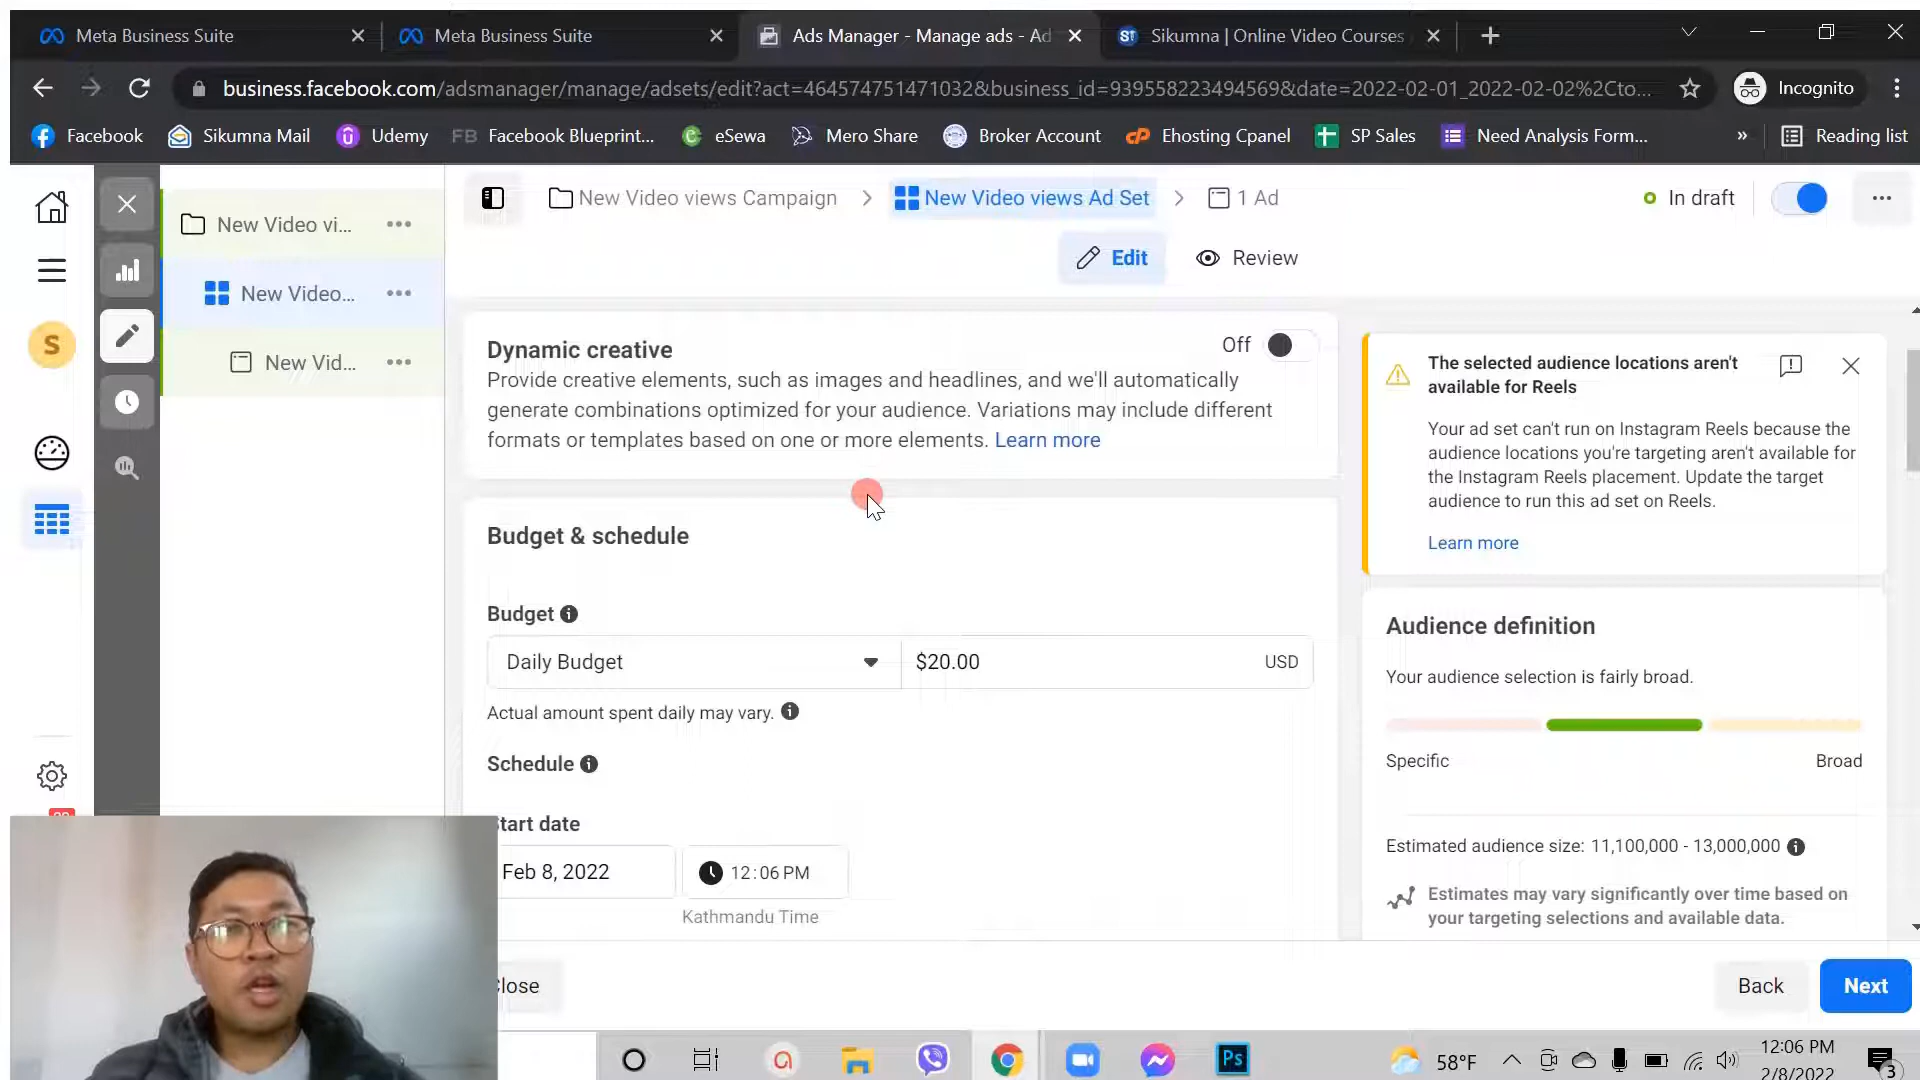 Meta Business Suite
Meta Business Suite
Ads Manager - Manage ads - Ad
ST
Sikumna | Online Video Courses
business.facebook.com/adsmanager/manage/adsets/edit?act=464574751471032&business_id=939558223494569&date=2022-02-01_2022-02-02%2Cto...
Incognito
Facebook
Sikumna Mail
Udemy
FB Facebook Blueprint...
eSewa
Mero Share
Broker Account
cP Ehosting Cpanel
SP Sales
Need Analysis Form...
»
Reading list
New Video vi...
New Video...
New Vid...
S
New Video views Campaign
New Video views Ad Set
1 Ad
In draft
Edit
Review
Dynamic creative
Off
Provide creative elements, such as images and headlines, and we'll automatically
generate combinations optimized for your audience. Variations may include different
formats or templates based on one or more elements. Learn more
Budget & schedule
Budget
Daily Budget
$20.00
USD
Actual amount spent daily may vary.
Schedule
Start date
Feb 8, 2022
12:06 PM
Kathmandu Time
The selected audience locations aren't
available for Reels
Your ad set can't run on Instagram Reels because the
audience locations you're targeting aren't available for
the Instagram Reels placement. Update the target
audience to run this ad set on Reels.
Learn more
Audience definition
Your audience selection is fairly broad.
Specific
Broad
Estimated audience size: 11,100,000 - 13,000,000
Estimates may vary significantly over time based on
your targeting selections and available data.
Close
Back
Next
Ps
58°F
12:06 PM
2/8/2022
3